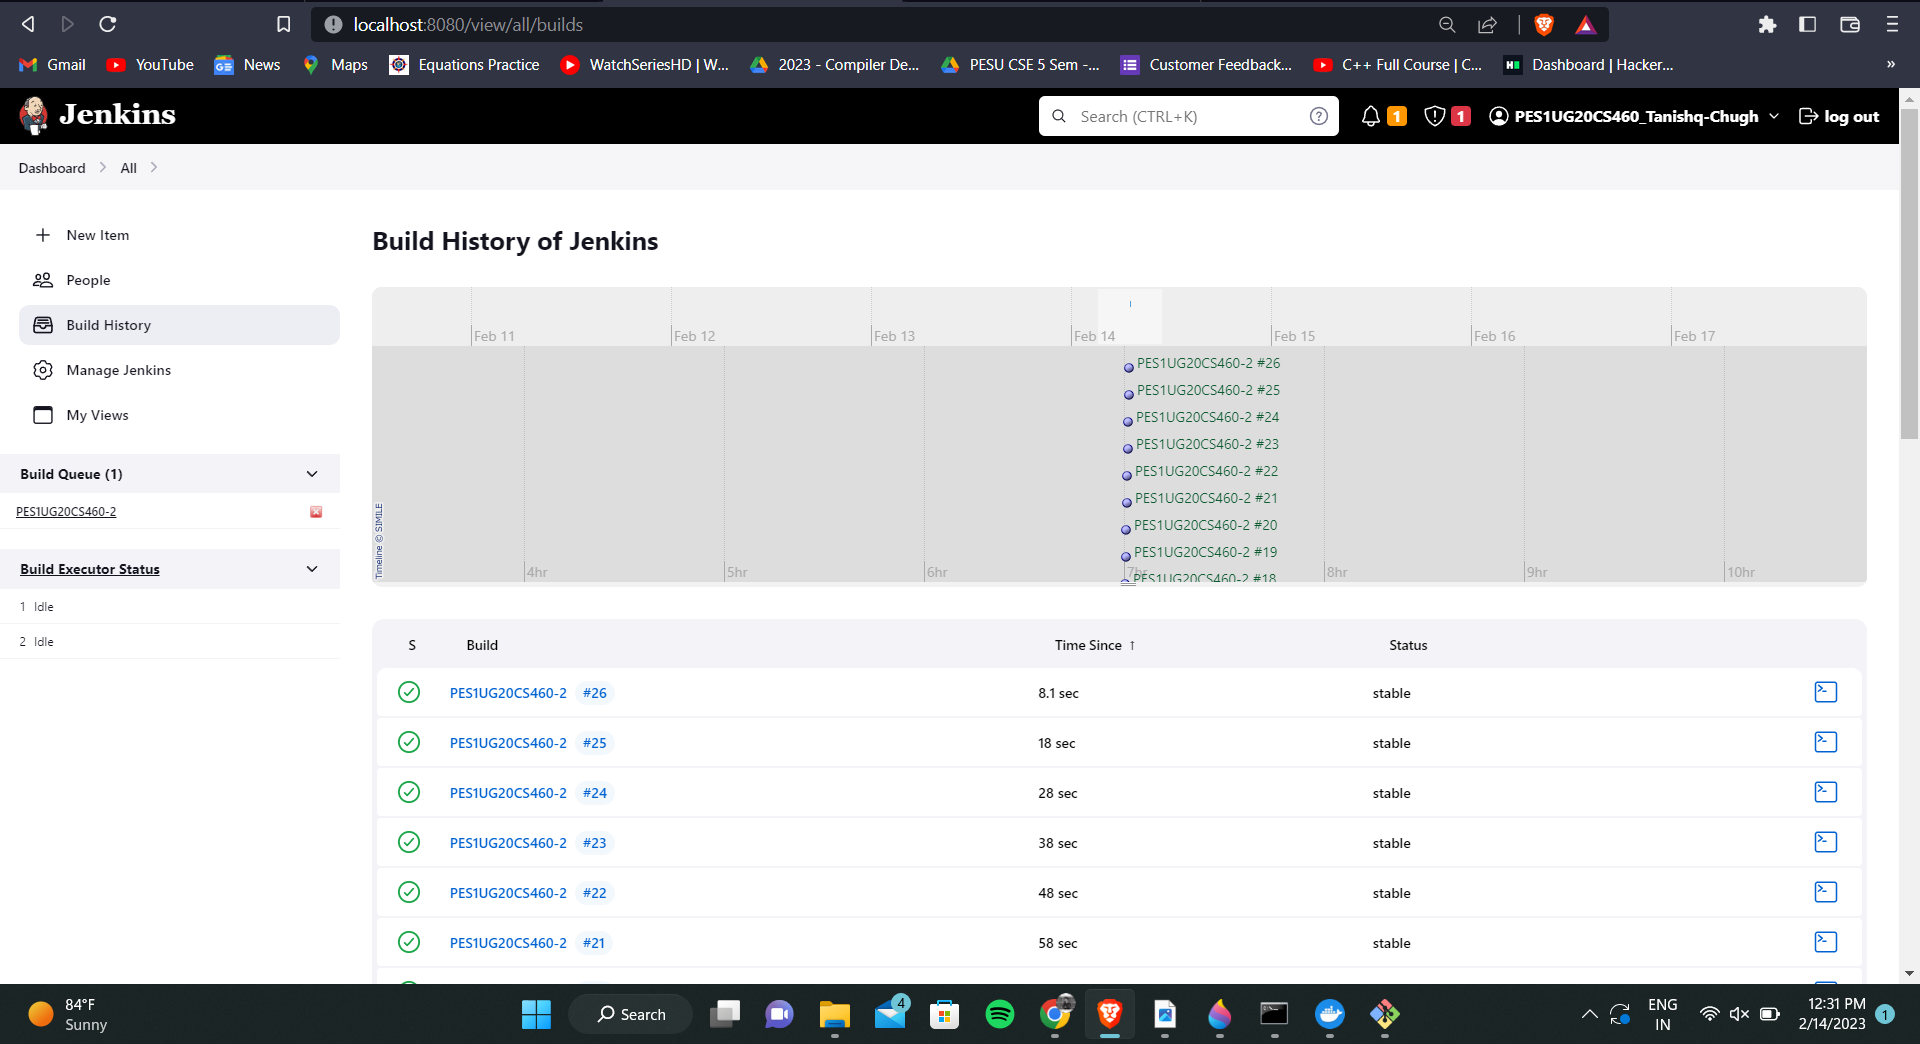 localhost:8080/view/all/builds
Gmail YouTube News Maps Equations Practice WatchSeriesHD | W... 2023 - Compiler De... PESU CSE 5 Sem -... Customer Feedback... C++ Full Course | C... Dashboard | Hacker... »
Jenkins Search (CTRL+K) 1 1 PES1UG20CS460_Tanishq-Chugh log out
Dashboard All
New Item
People
Build History
Manage Jenkins
My Views
Build Queue (1)
PES1UG20CS460-2
Build Executor Status
1 Idle
2 Idle
Build History of Jenkins
Feb 11 Feb 12 Feb 13 Feb 14 Feb 15 Feb 16 Feb 17
PES1UG20CS460-2 #26
PES1UG20CS460-2 #25
PES1UG20CS460-2 #24
PES1UG20CS460-2 #23
PES1UG20CS460-2 #22
PES1UG20CS460-2 #21
PES1UG20CS460-2 #20
PES1UG20CS460-2 #19
PES1UG20CS460-2 #18
4hr 5hr 6hr 7hr 8hr 9hr 10hr
Timeline © SIMILE
S Build Time Since ↑ Status
PES1UG20CS460-2 #26 8.1 sec stable
PES1UG20CS460-2 #25 18 sec stable
PES1UG20CS460-2 #24 28 sec stable
PES1UG20CS460-2 #23 38 sec stable
PES1UG20CS460-2 #22 48 sec stable
PES1UG20CS460-2 #21 58 sec stable
84°F
Sunny
Search
4
ENG
IN
12:31 PM
2/14/2023
1